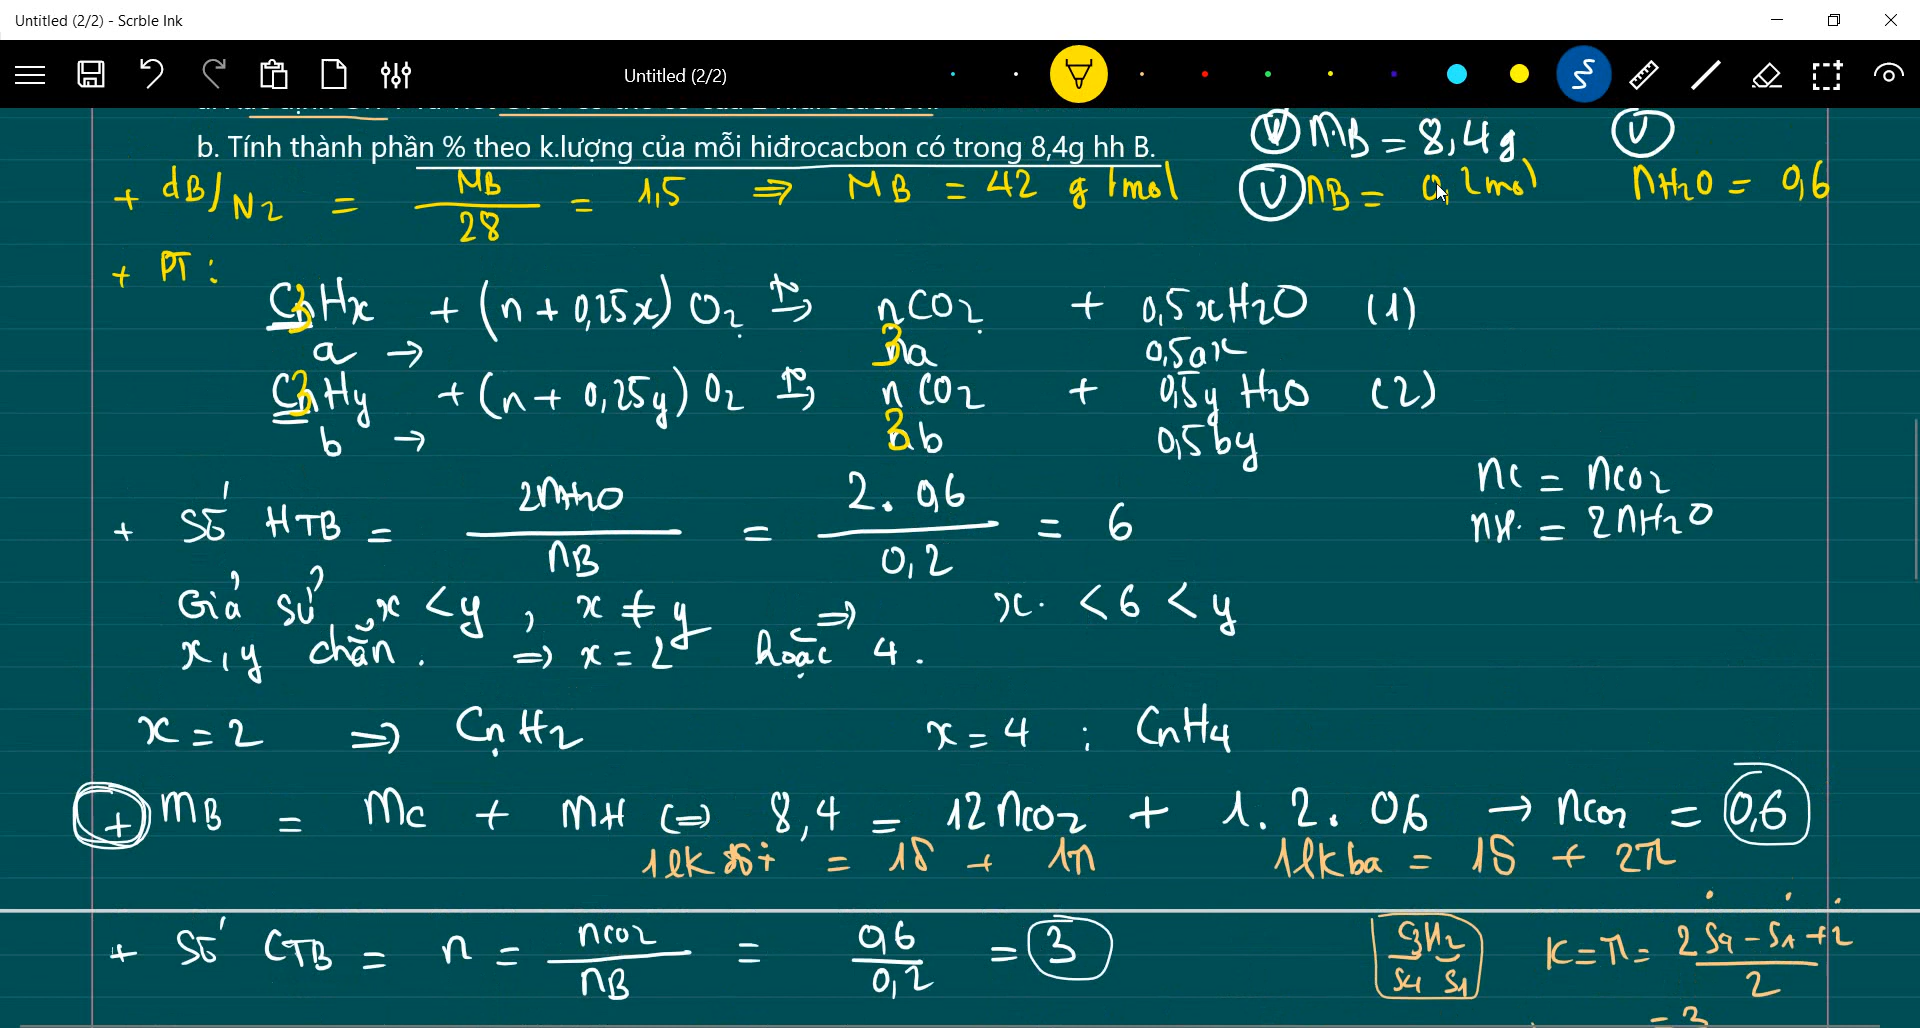 Untitled (2/2) - Scrble Ink
Untitled (2/2)
b. Tính thành phần % theo k.lượng của mỗi hiđrocacbon có trong 8,4g hh B.
V mB = 8,4g V
+ dB/N2 = MB/28 = 1,5 ⇒ MB = 42 g/mol V nB = 0,2mol nH2O = 0,6
+ PT :
C3Hx + (n + 0,25x) O2 t° → nCO2 + 0,5xH2O (1)
a → 3a 0,5ax
C3Hy + (n + 0,25y) O2 t° → nCO2 + 0,5y H2O (2)
b → 3b 0,5by
+ Số HTB = 2nH2O/nB = 2. 0,6/0,2 = 6
nC = nCO2
nH = 2nH2O
Giả sử x < y , x ≠ y ⇒ x < 6 < y
x, y chẵn . ⇒ x = 2 hoặc 4 .
x = 2 ⇒ CnH2 x = 4 : CnH4
+ mB = mC + mH ⇔ 8,4 = 12nCO2 + 1. 2. 0,6 → nCO2 = 0,6
1 lk đôi = 1δ + 1π 1 lk ba = 1δ + 2π
+ Số CTB = n = nCO2/nB = 0,6/0,2 = 3
C3H2
S4 S1
K = π = 2S4 - S1 + 2/2
= 3